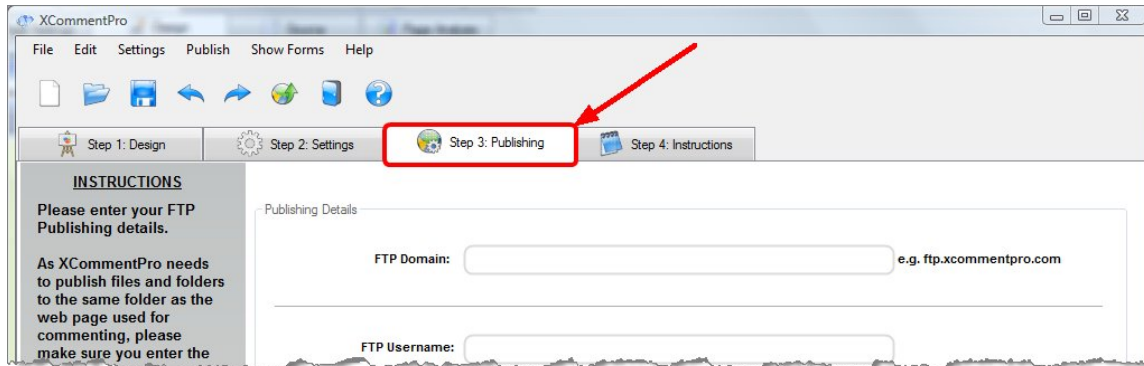 XCommentPro
File Edit Settings Publish Show Forms Help
Step 1: Design Step 2: Settings Step 3: Publishing Step 4: Instructions
INSTRUCTIONS
Please enter your FTP
Publishing details.
As XCommentPro needs
to publish files and folders
to the same folder as the
web page used for
commenting, please
make sure you enter the
Publishing Details
FTP Domain: e.g. ftp.xcommentpro.com
FTP Username: